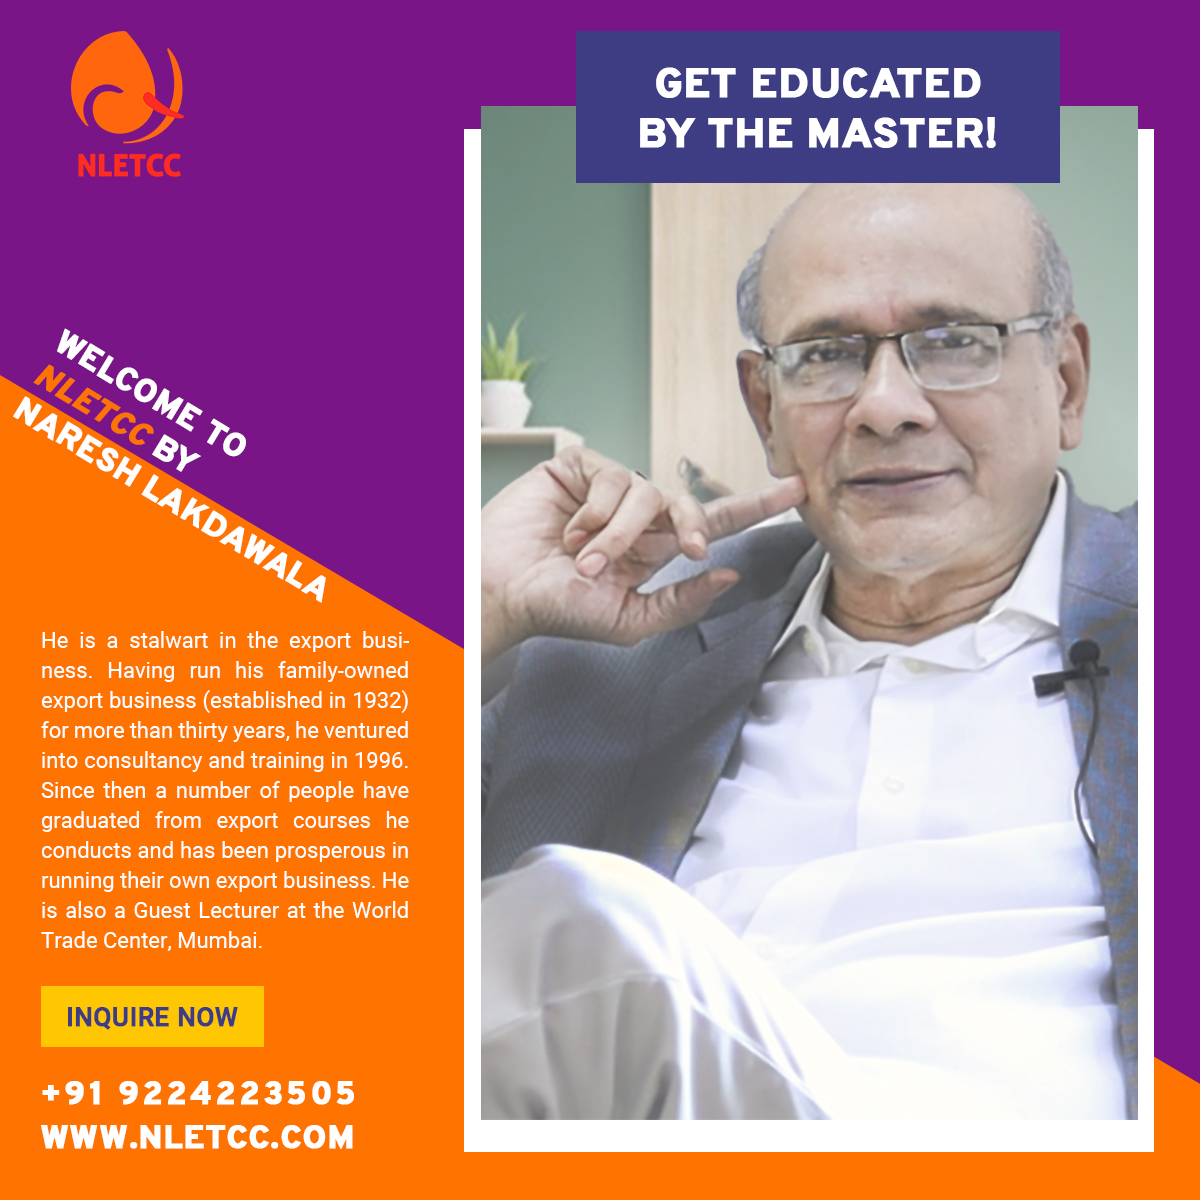 NLETCC
GET EDUCATED
BY THE MASTER!
WELCOME TO
NLETCC BY
NARESH LAKDAWALA
He is a stalwart in the export busi-
ness. Having run his family-owned
export business (established in 1932)
for more than thirty years, he ventured
into consultancy and training in 1996.
Since then a number of people have
graduated from export courses he
conducts and has been prosperous in
running their own export business. He
is also a Guest Lecturer at the World
Trade Center, Mumbai.
INQUIRE NOW
+91 9224223505
WWW.NLETCC.COM